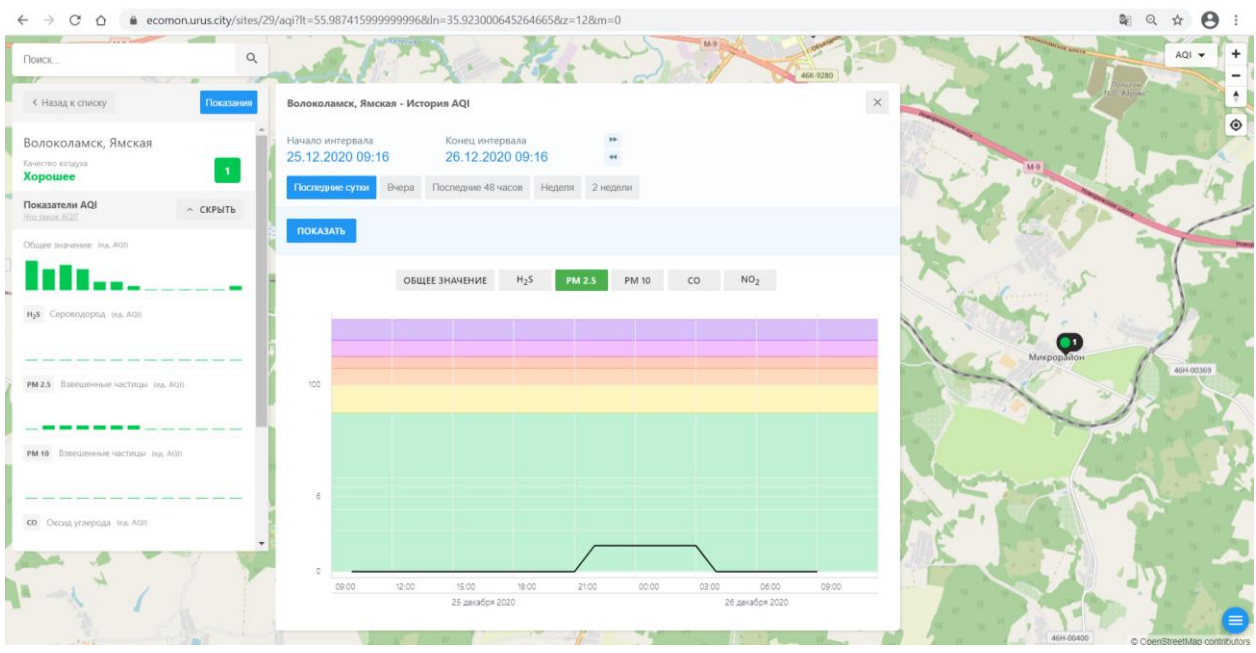 ecomon.urus.city/sites/29/aqi?lt=55.987415999999996&ln=35.923000645264665&z=12&m=0
Поиск...
AQI
Назад к списку
Показания
Волоколамск, Ямская
Качество воздуха
Хорошее
1
Показатели AQI
Что такое AQI?
СКРЫТЬ
Общее значение (ед. AQI)
H₂S Сероводород (ед. AQI)
PM 2.5 Взвешенные частицы (ед. AQI)
PM 10 Взвешенные частицы (ед. AQI)
CO Оксид углерода (ед. AQI)
Волоколамск, Ямская - История AQI
Начало интервала
25.12.2020 09:16
Конец интервала
26.12.2020 09:16
Последние сутки
Вчера
Последние 48 часов
Неделя
2 недели
ПОКАЗАТЬ
ОБЩЕЕ ЗНАЧЕНИЕ
H₂S
PM 2.5
PM 10
CO
NO₂
100
6
0
09:00 12:00 15:00 18:00 21:00 00:00 03:00 06:00 09:00
25 декабря 2020
26 декабря 2020
М-9
46К-9280
М-9
Новорижское шоссе
1
Микрорайон
46Н-00369
46Н-00400
© OpenStreetMap contributors